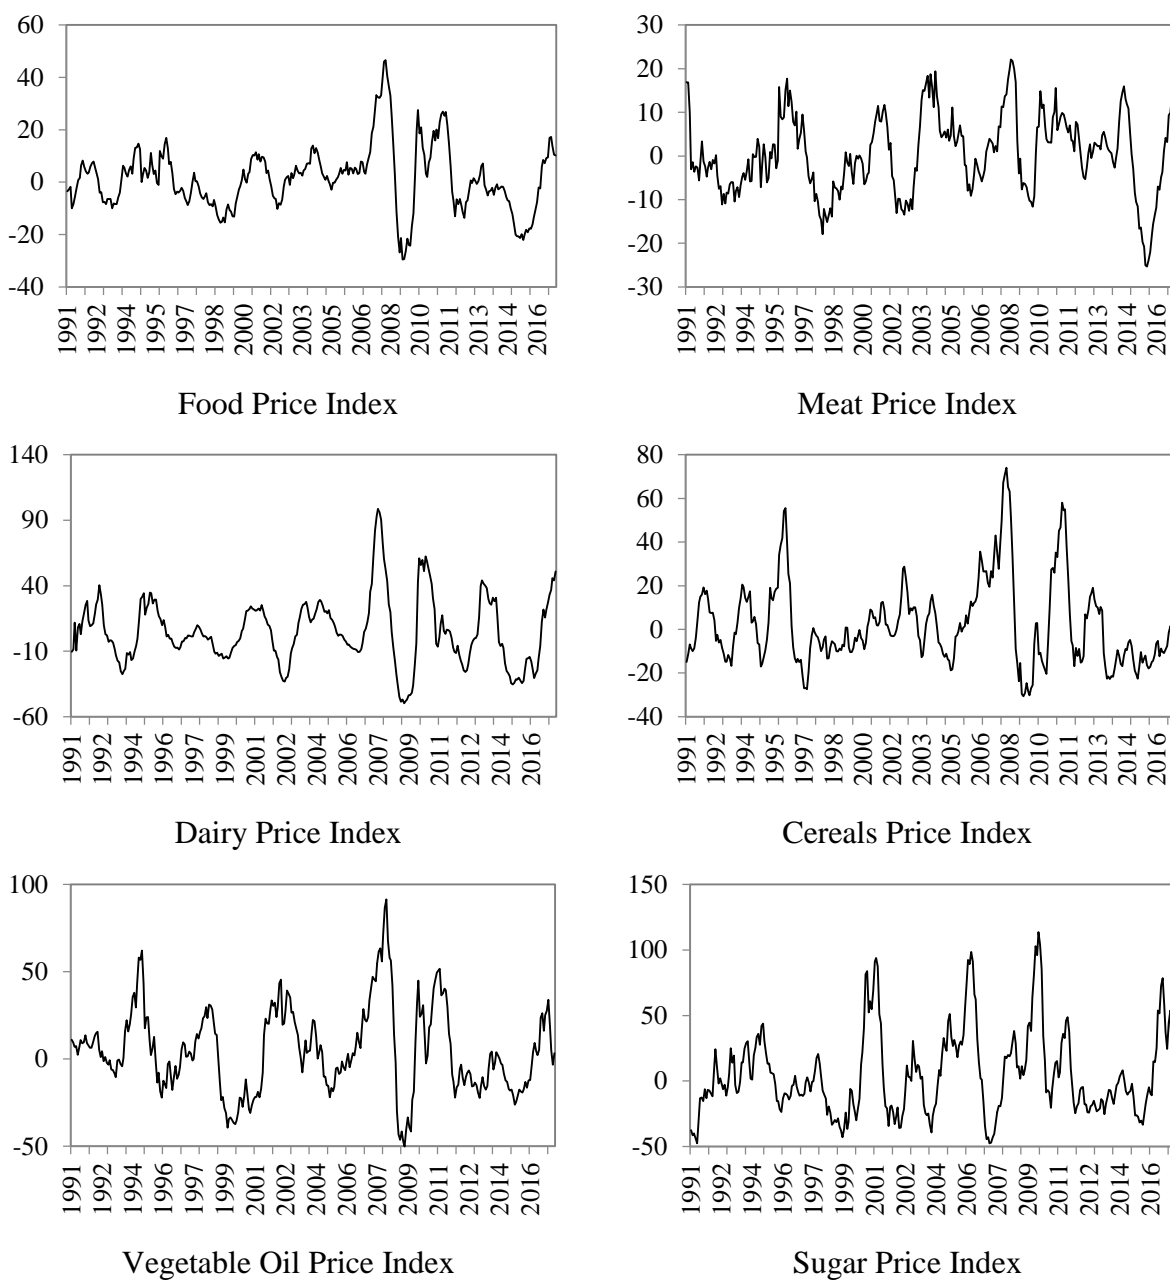 60
40
20
0
-20
-40
1991 1992 1994 1995 1997 1998 2000 2002 2003 2005 2006 2008 2010 2011 2013 2014 2016
Food Price Index
30
20
10
0
-10
-20
-30
1991 1992 1994 1995 1997 1998 2000 2002 2003 2005 2006 2008 2010 2011 2013 2014 2016
Meat Price Index
140
90
40
-10
-60
1991 1992 1994 1996 1997 1999 2001 2002 2004 2006 2007 2009 2011 2012 2014 2016
Dairy Price Index
80
60
40
20
0
-20
-40
1991 1992 1994 1995 1997 1998 2000 2002 2003 2005 2006 2008 2010 2011 2013 2014 2016
Cereals Price Index
100
50
0
-50
1991 1992 1994 1996 1997 1999 2001 2002 2004 2006 2007 2009 2011 2012 2014 2016
Vegetable Oil Price Index
150
100
50
0
-50
1991 1992 1994 1996 1997 1999 2001 2002 2004 2006 2007 2009 2011 2012 2014 2016
Sugar Price Index